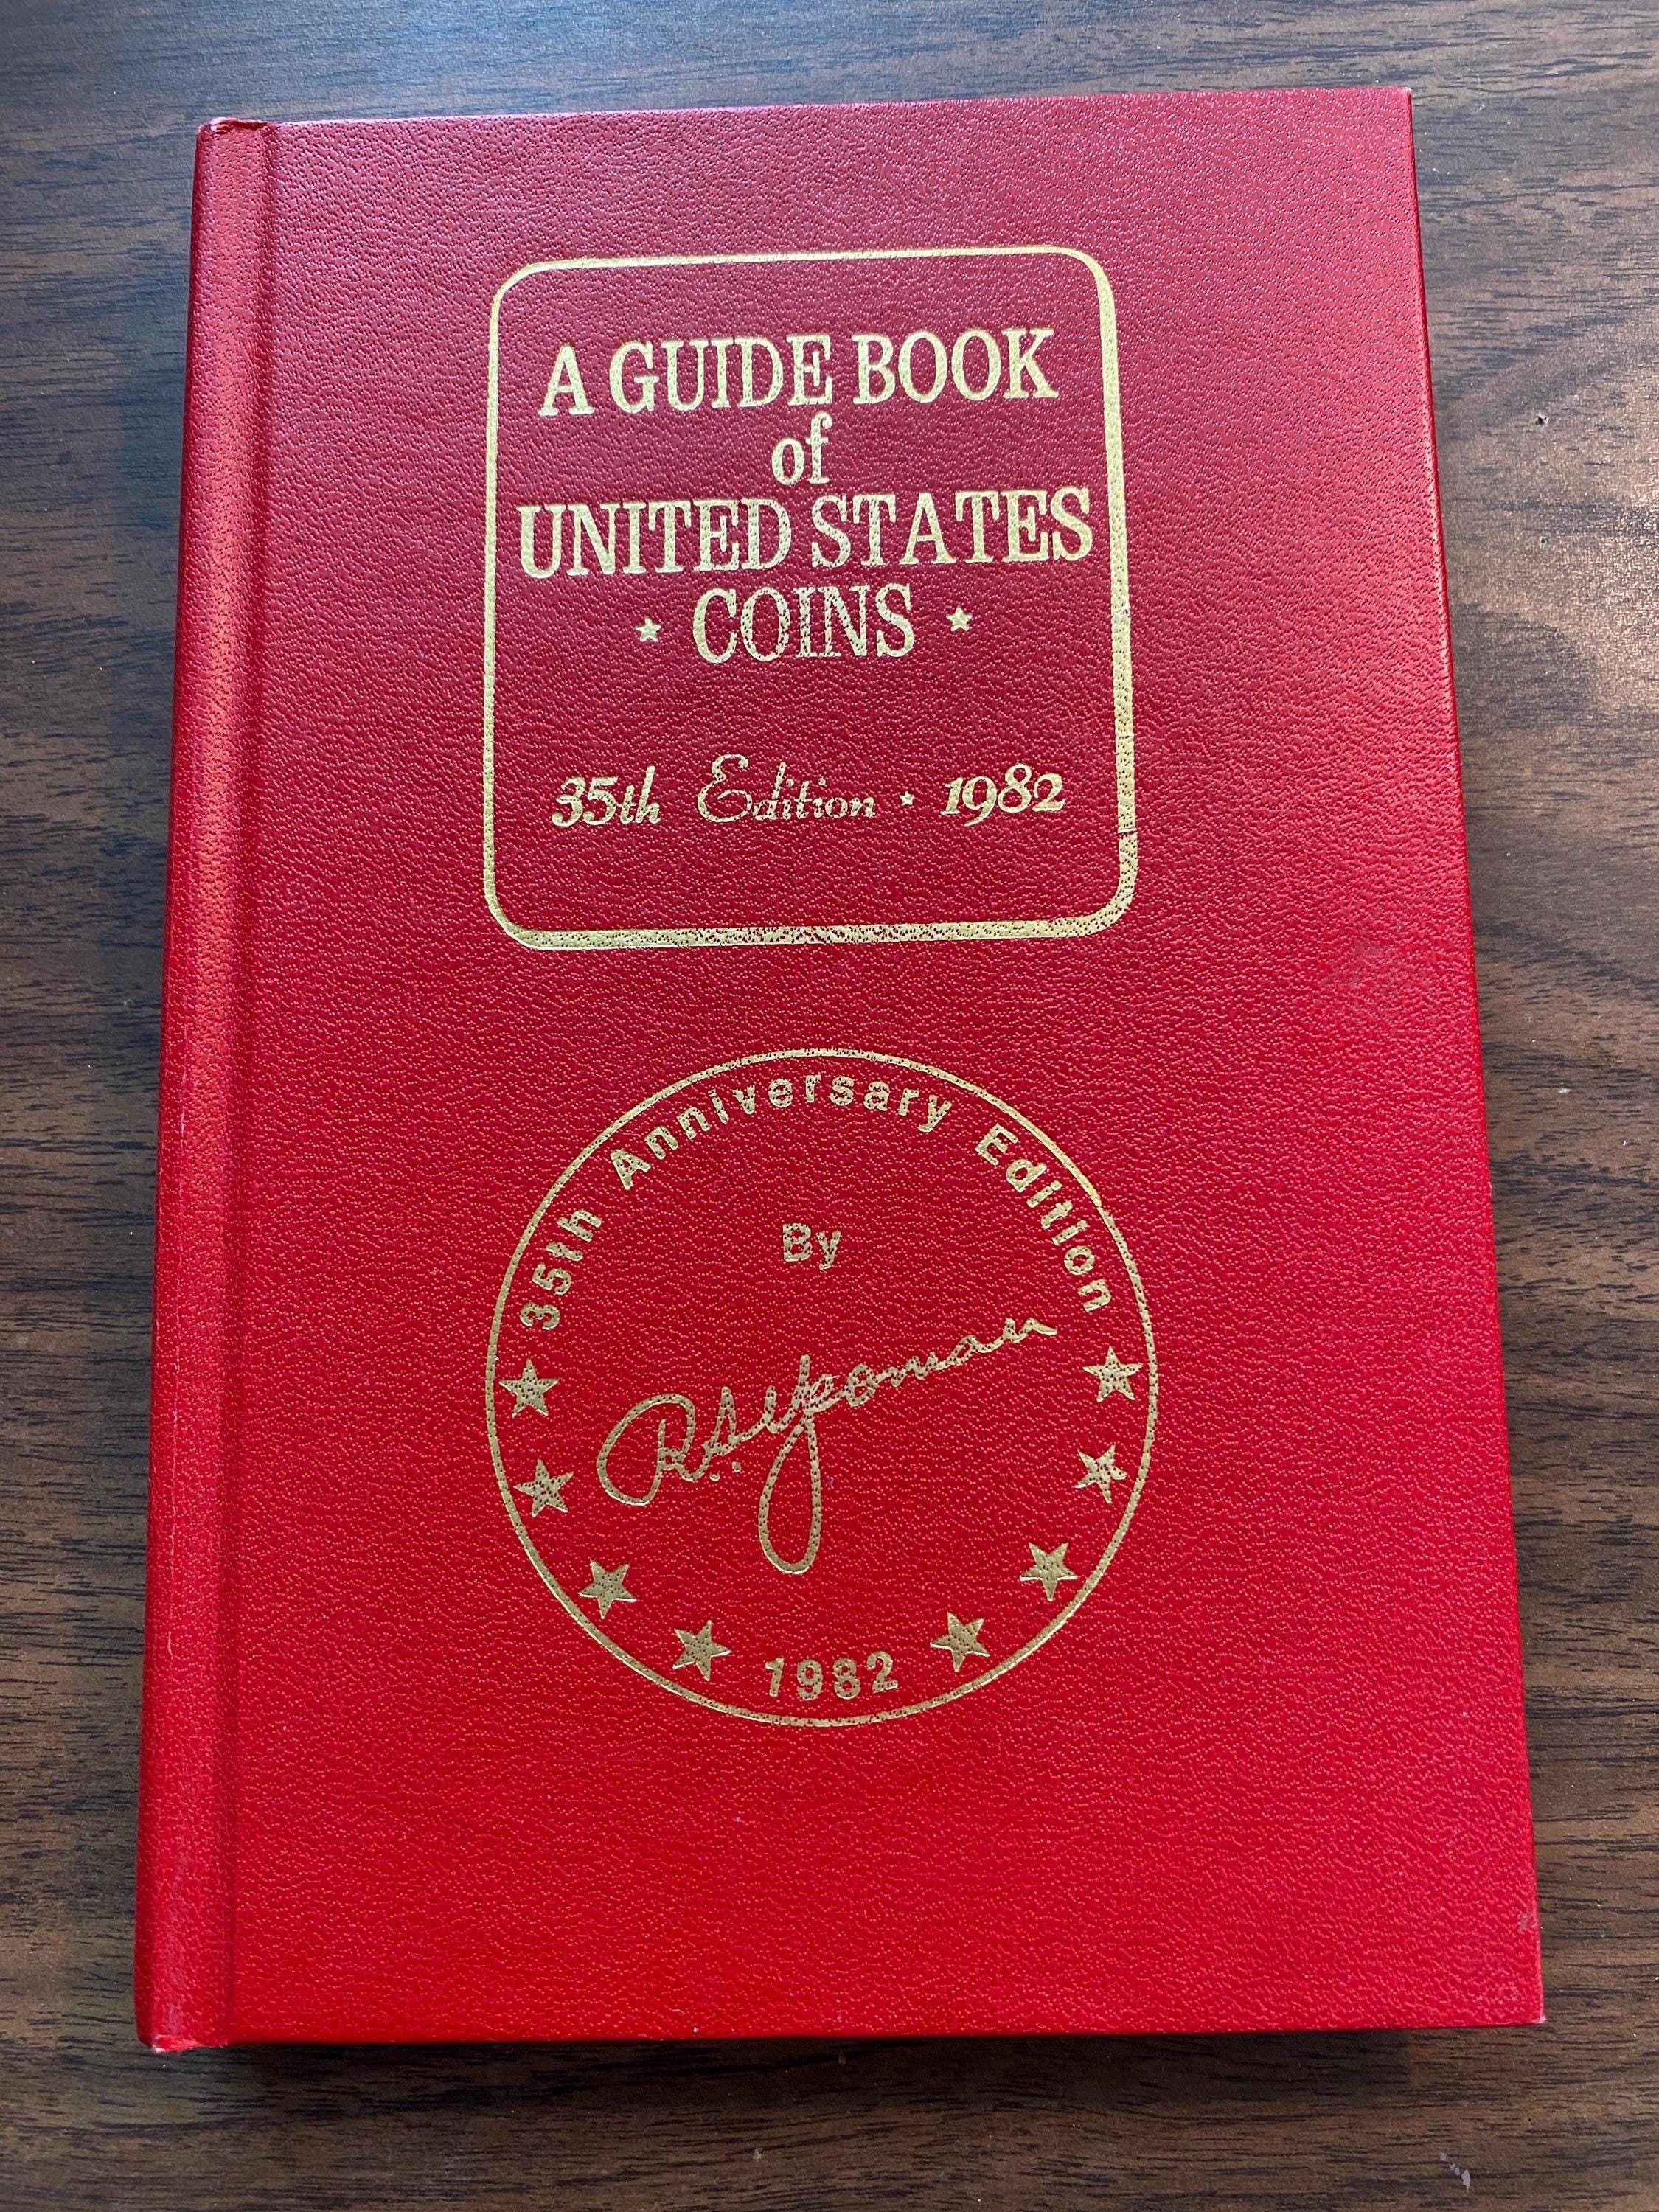 A GUIDE BOOK
of
UNITED STATES
COINS
35th Edition 1982
35th Anniversary Edition
By
R.S. Yeoman
1982